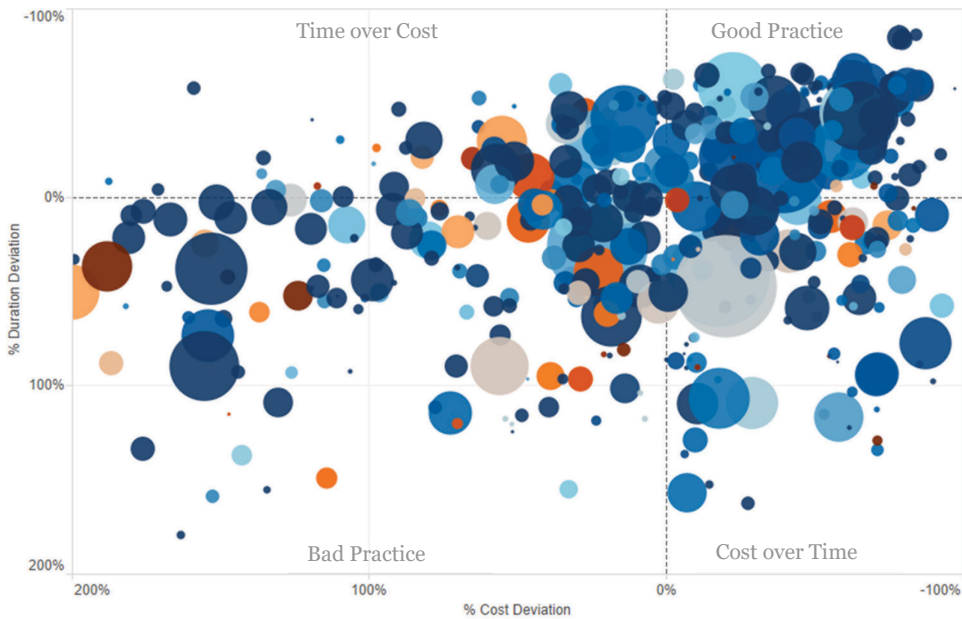 -100%
Time over Cost
Good Practice
0%
% Duration Deviation
100%
Bad Practice
Cost over Time
200%
200%
100%
0%
-100%
% Cost Deviation